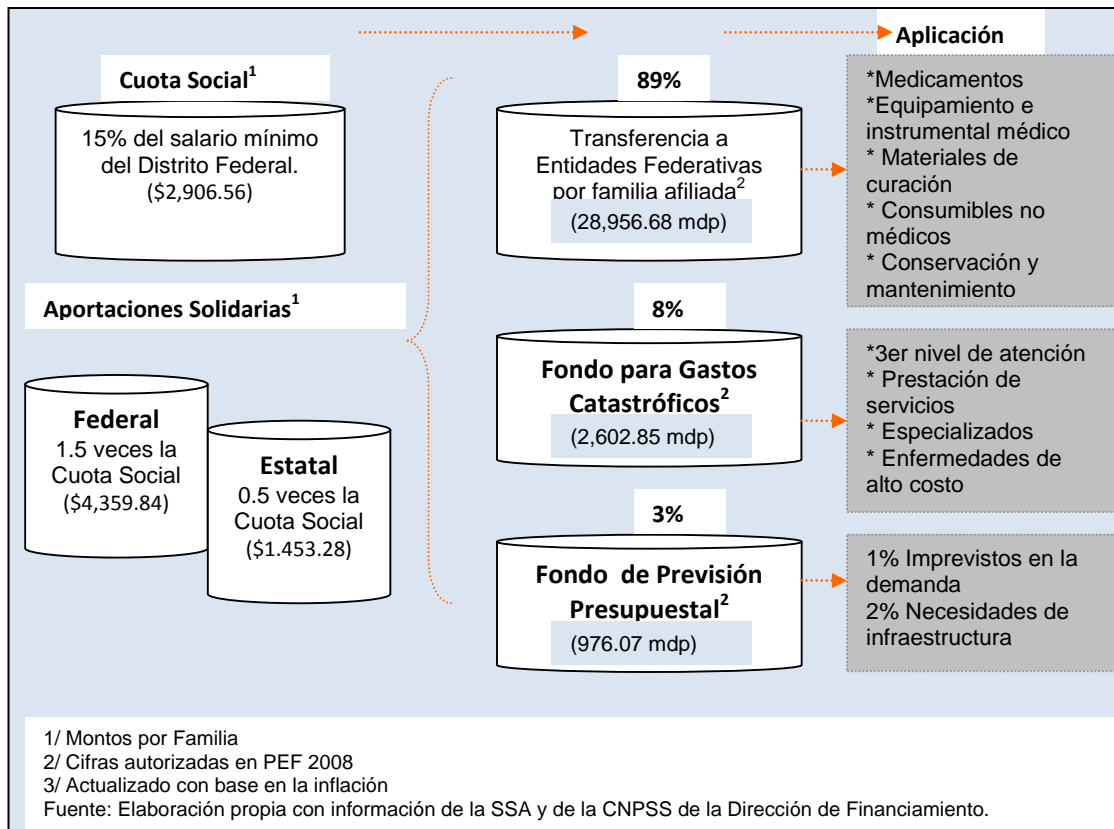 Aplicación
Cuota Social¹
15% del salario mínimo
del Distrito Federal.
($2,906.56)
Aportaciones Solidarias¹
Federal
1.5 veces la
Cuota Social
($4,359.84)
Estatal
0.5 veces la
Cuota Social
($1.453.28)
89%
Transferencia a
Entidades Federativas
por familia afiliada²
(28,956.68 mdp)
*Medicamentos
*Equipamiento e
instrumental médico
* Materiales de
curación
* Consumibles no
médicos
* Conservación y
mantenimiento
8%
Fondo para Gastos
Catastróficos²
(2,602.85 mdp)
*3er nivel de atención
* Prestación de
servicios
* Especializados
* Enfermedades de
alto costo
3%
Fondo de Previsión
Presupuestal²
(976.07 mdp)
1% Imprevistos en la
demanda
2% Necesidades de
infraestructura
1/ Montos por Familia
2/ Cifras autorizadas en PEF 2008
3/ Actualizado con base en la inflación
Fuente: Elaboración propia con información de la SSA y de la CNPSS de la Dirección de Financiamiento.